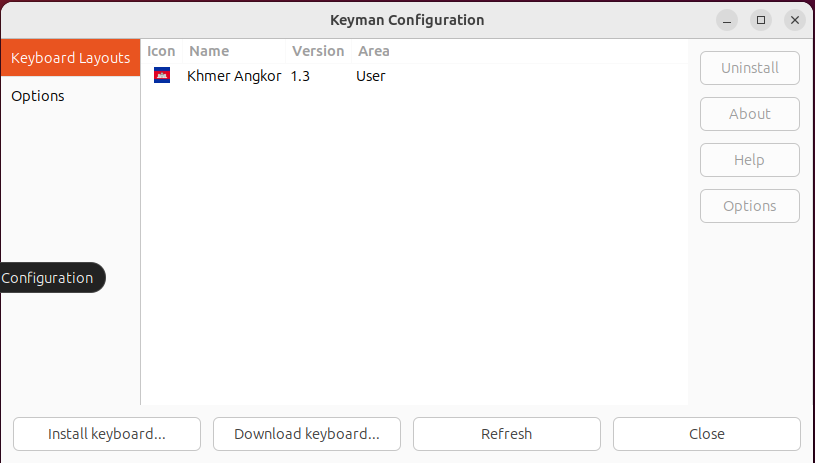 Keyman Configuration
Keyboard Layouts
Options
Configuration
Icon Name Version Area
Khmer Angkor 1.3 User
Uninstall
About
Help
Options
Install keyboard...
Download keyboard...
Refresh
Close